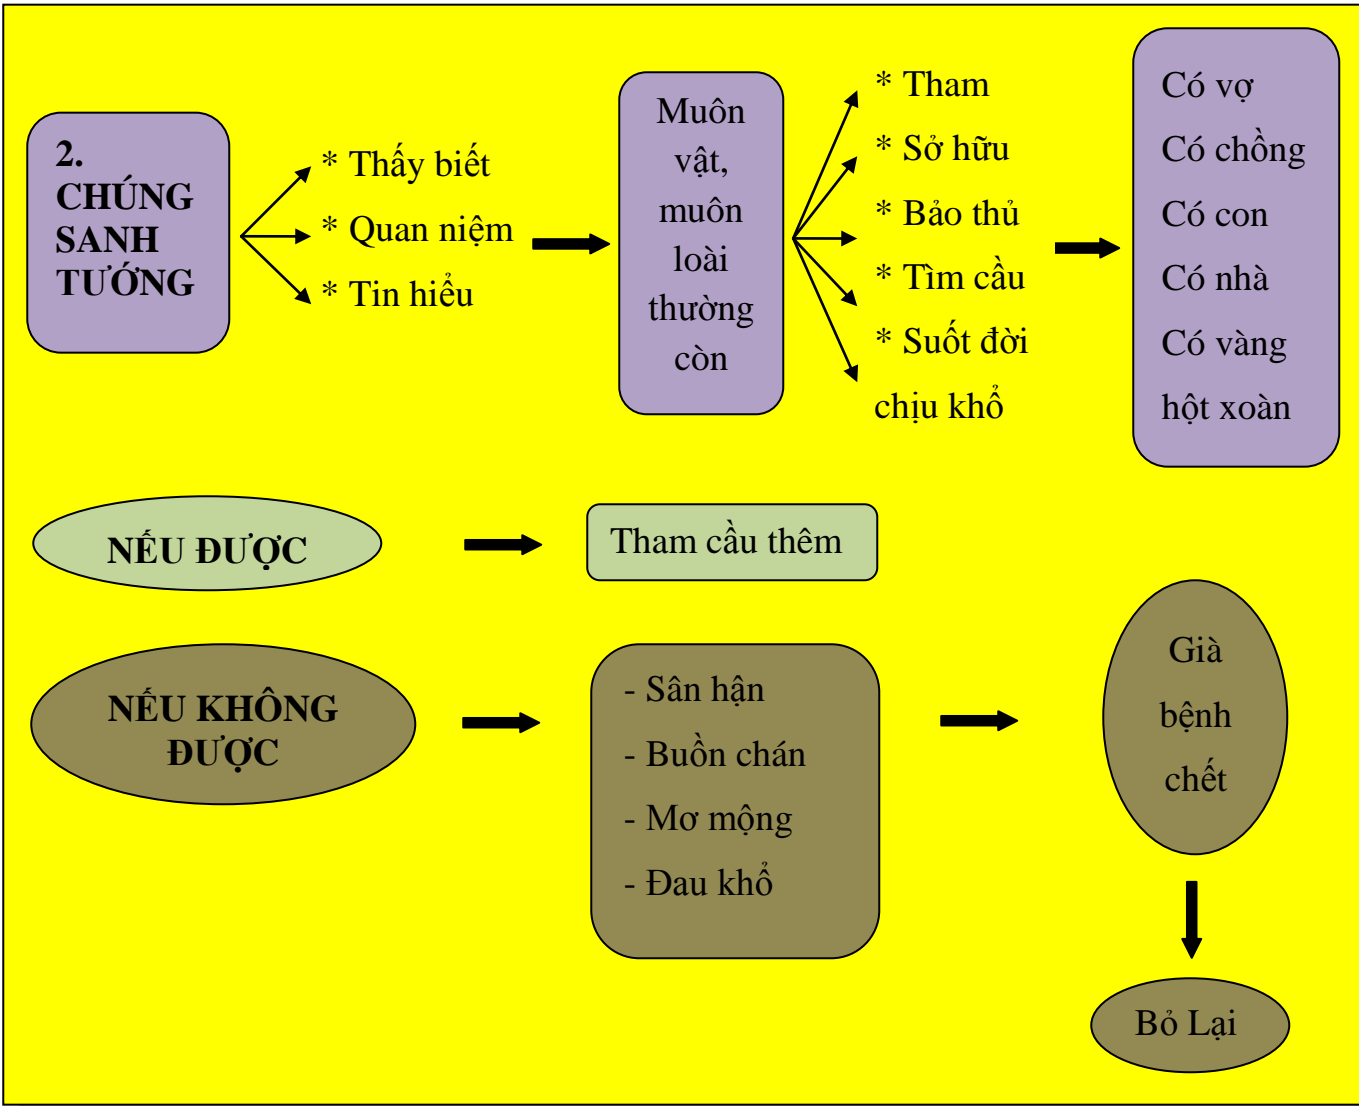 2.
CHÚNG
SANH
TƯỚNG
* Thấy biết
* Quan niệm
* Tin hiểu
Muôn
vật,
muôn
loài
thường
còn
* Tham
* Sở hữu
* Bảo thủ
* Tìm cầu
* Suốt đời
chịu khổ
Có vợ
Có chồng
Có con
Có nhà
Có vàng
hột xoàn
NẾU ĐƯỢC
Tham cầu thêm
NẾU KHÔNG
ĐƯỢC
- Sân hận
- Buồn chán
- Mơ mộng
- Đau khổ
Già
bệnh
chết
Bỏ Lại